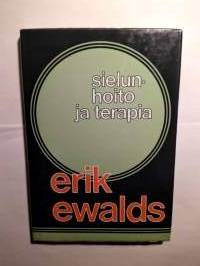 sielun-
hoito
ja terapia
erik
ewalds